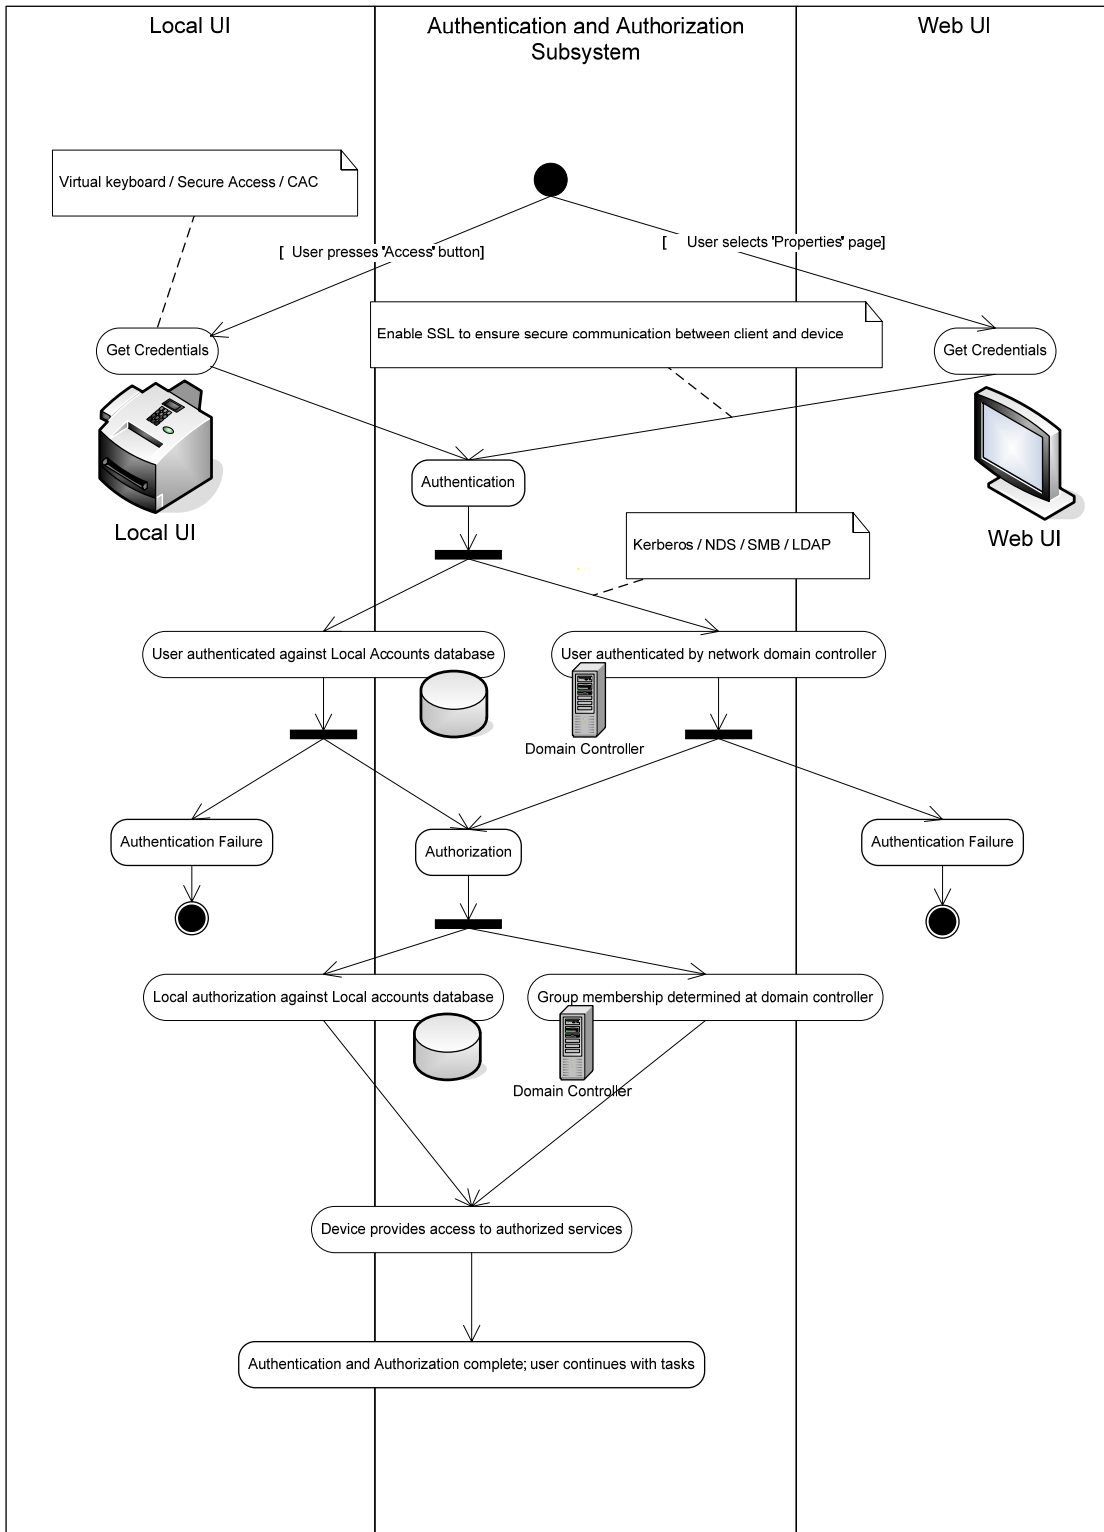 Local UI
Authentication and Authorization
Subsystem
Web UI
Virtual keyboard / Secure Access / CAC
[ User presses "Access" button]
[ User selects "Properties" page]
Enable SSL to ensure secure communication between client and device
Get Credentials
Get Credentials
Authentication
Local UI
Web UI
Kerberos / NDS / SMB / LDAP
User authenticated against Local Accounts database
User authenticated by network domain controller
Domain Controller
Authentication Failure
Authorization
Authentication Failure
Local authorization against Local accounts database
Group membership determined at domain controller
Domain Controller
Device provides access to authorized services
Authentication and Authorization complete; user continues with tasks